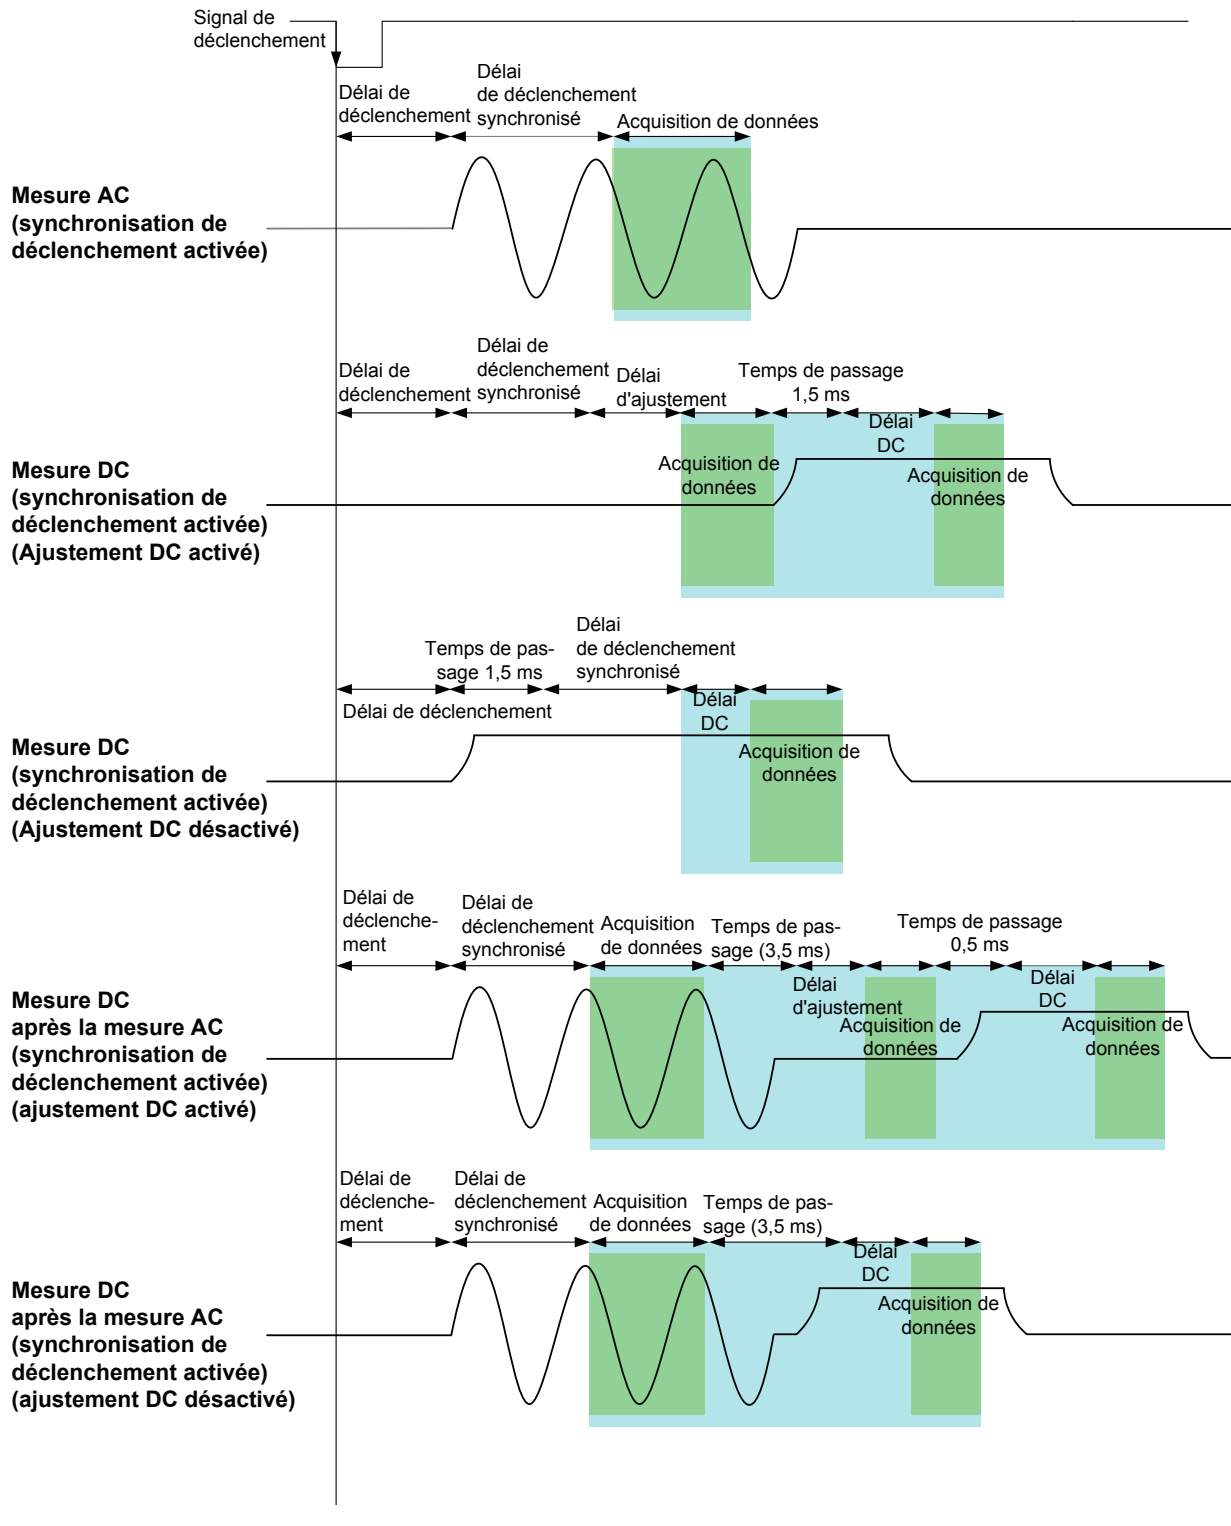 Signal de
déclenchement
Délai de
déclenchement
Délai
de déclenchement
synchronisé
Acquisition de données
Mesure AC
(synchronisation de
déclenchement activée)
Délai de
déclenchement
Délai de
déclenchement
synchronisé
Délai
d'ajustement
Temps de passage
1,5 ms
Délai
DC
Acquisition de
données
Acquisition de
données
Mesure DC
(synchronisation de
déclenchement activée)
(Ajustement DC activé)
Délai de déclenchement
Temps de pas-
sage 1,5 ms
Délai
de déclenchement
synchronisé
Délai
DC
Acquisition de
données
Mesure DC
(synchronisation de
déclenchement activée)
(Ajustement DC désactivé)
Délai de
déclenche-
ment
Délai de
déclenchement
synchronisé
Acquisition
de données
Temps de pas-
sage (3,5 ms)
Temps de passage
0,5 ms
Délai
d'ajustement
Acquisition de
données
Délai
DC
Acquisition de
données
Mesure DC
après la mesure AC
(synchronisation de
déclenchement activée)
(ajustement DC activé)
Délai de
déclenche-
ment
Délai de
déclenchement
synchronisé
Acquisition
de données
Temps de pas-
sage (3,5 ms)
Délai
DC
Acquisition de
données
Mesure DC
après la mesure AC
(synchronisation de
déclenchement activée)
(ajustement DC désactivé)